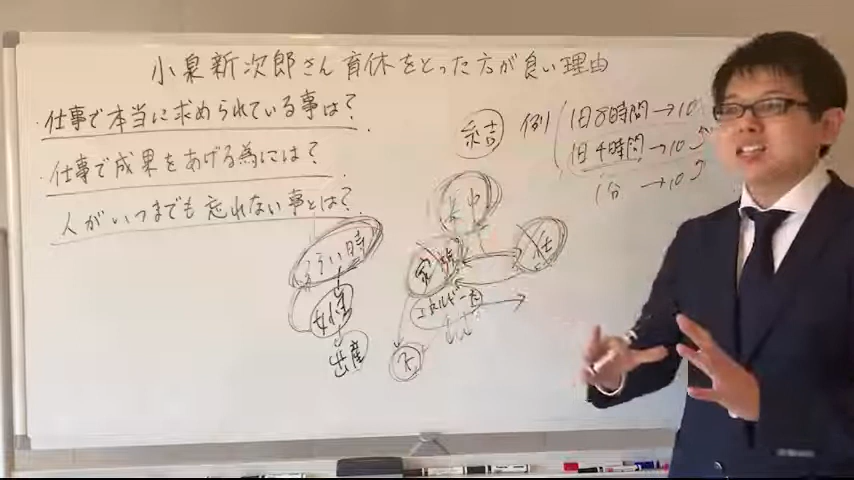 小泉新次郎さん育休をとった方が良い理由
・仕事で本当に求められている事は?
・仕事で成果をあげる為には?
人がいつまでも忘れない事とは?
結
例
1日8時間→10
1日4時間→10
1分→10
集中
家族
仕
つらい時
女性
エネルギー大
出産
不